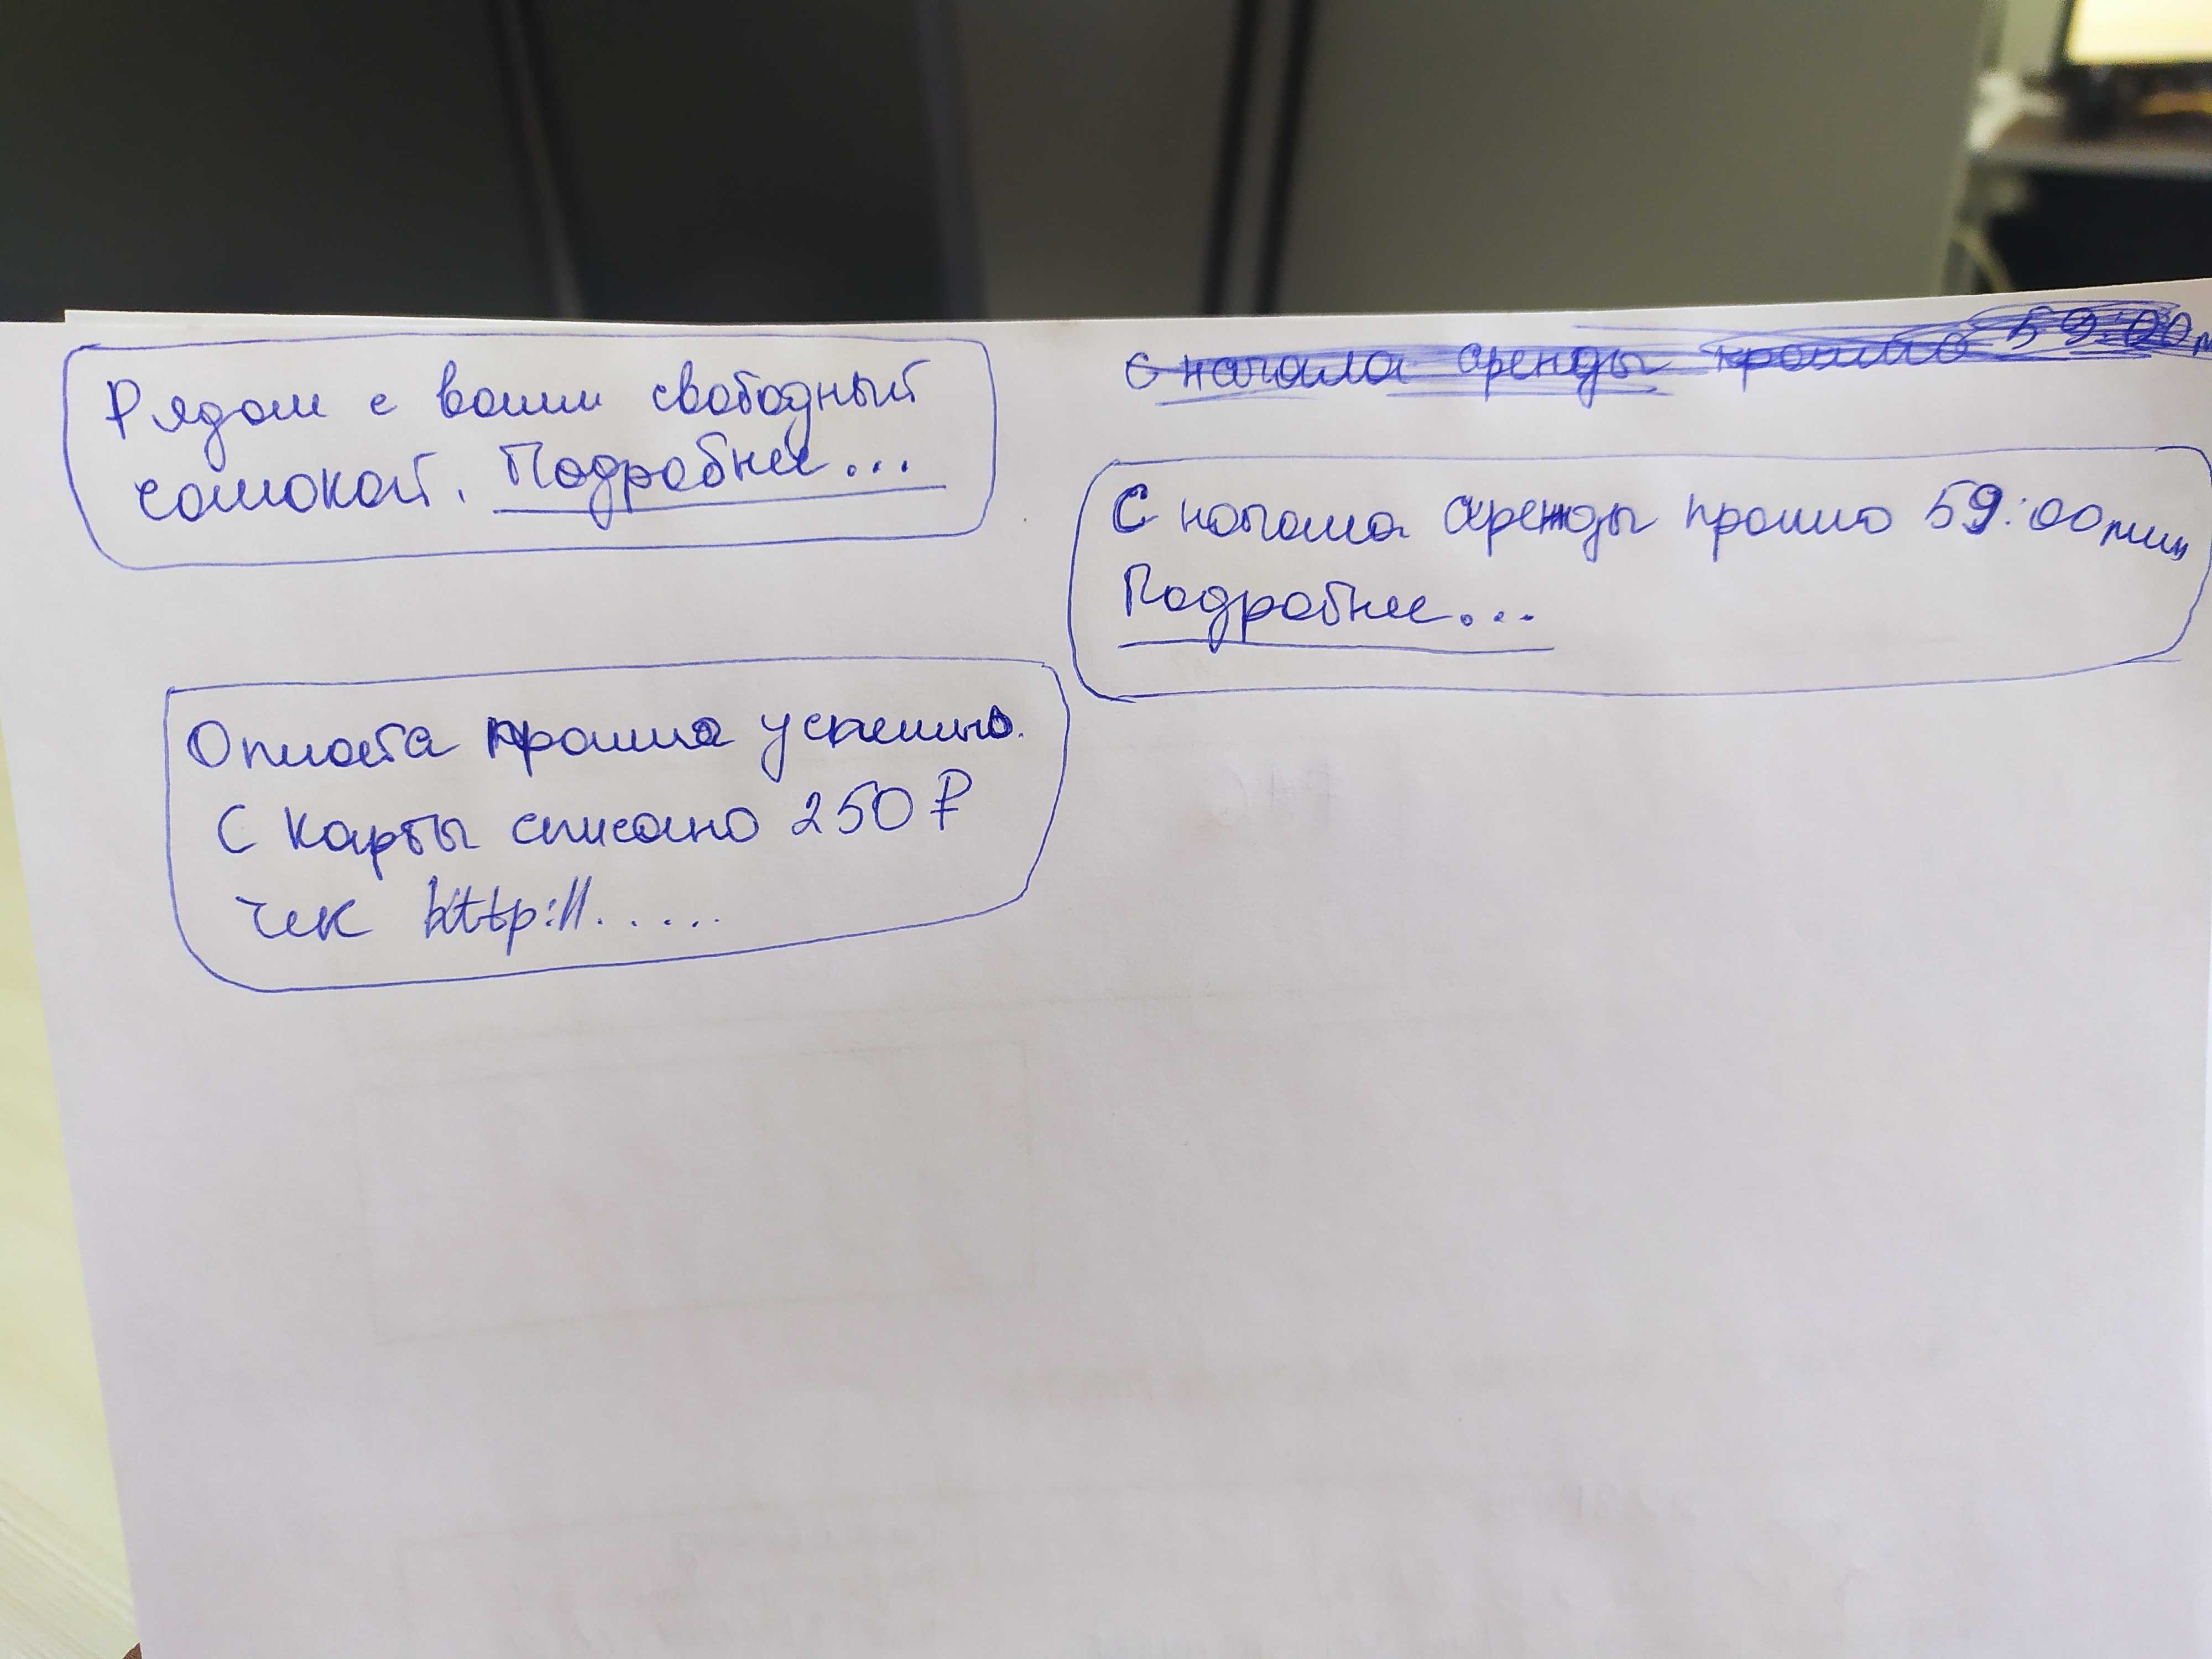 Рядом с вами свободный
самокат. Подробнее...
С начала аренды прошло 59:00 м
С начала аренды прошло 59:00 мин
Подробнее...
Оплата прошла успешно.
С карты списано 250 ₽
Чек http://.....